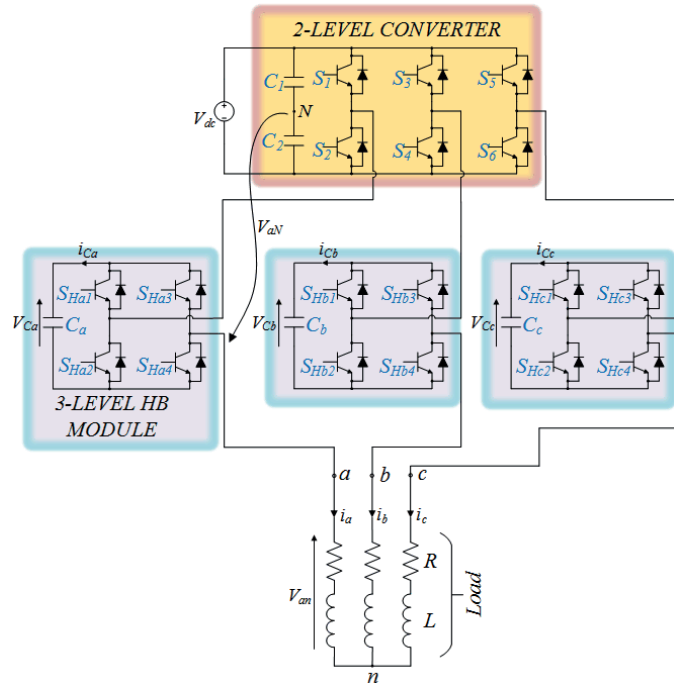 2-LEVEL CONVERTER
C1 S1 S3 S5
N
Vdc
C2 S2 S4 S6
VaN
iCa iCb iCc
SHa1 SHa3 SHb1 SHb3 SHc1 SHc3
VCa Ca VCb Cb VCc Cc
SHa2 SHa4 SHb2 SHb4 SHc2 SHc4
3-LEVEL HB
MODULE
a b c
ia ib ic
R
Van
L
Load
n